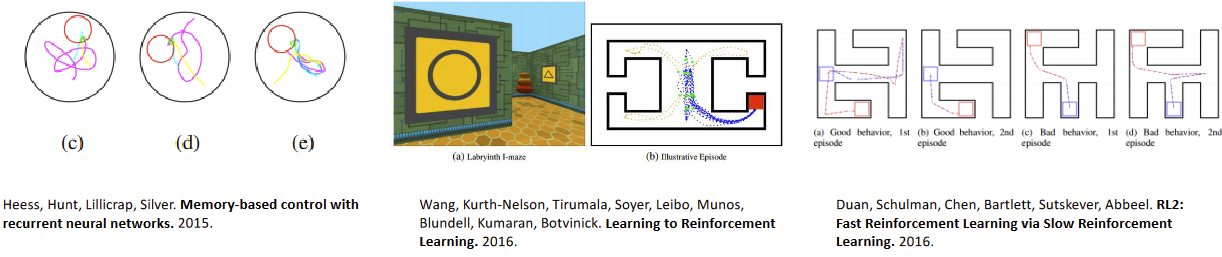 (c)
(d)
(e)
(a) Labryinth I-maze
(b) Illustrative Episode
(a) Good behavior, 1st
episode
(b) Good behavior, 2nd
episode
(c) Bad behavior, 1st
episode
(d) Bad behavior, 2nd
episode
Heess, Hunt, Lillicrap, Silver. Memory-based control with
recurrent neural networks. 2015.
Wang, Kurth-Nelson, Tirumala, Soyer, Leibo, Munos,
Blundell, Kumaran, Botvinick. Learning to Reinforcement
Learning. 2016.
Duan, Schulman, Chen, Bartlett, Sutskever, Abbeel. RL2:
Fast Reinforcement Learning via Slow Reinforcement
Learning. 2016.